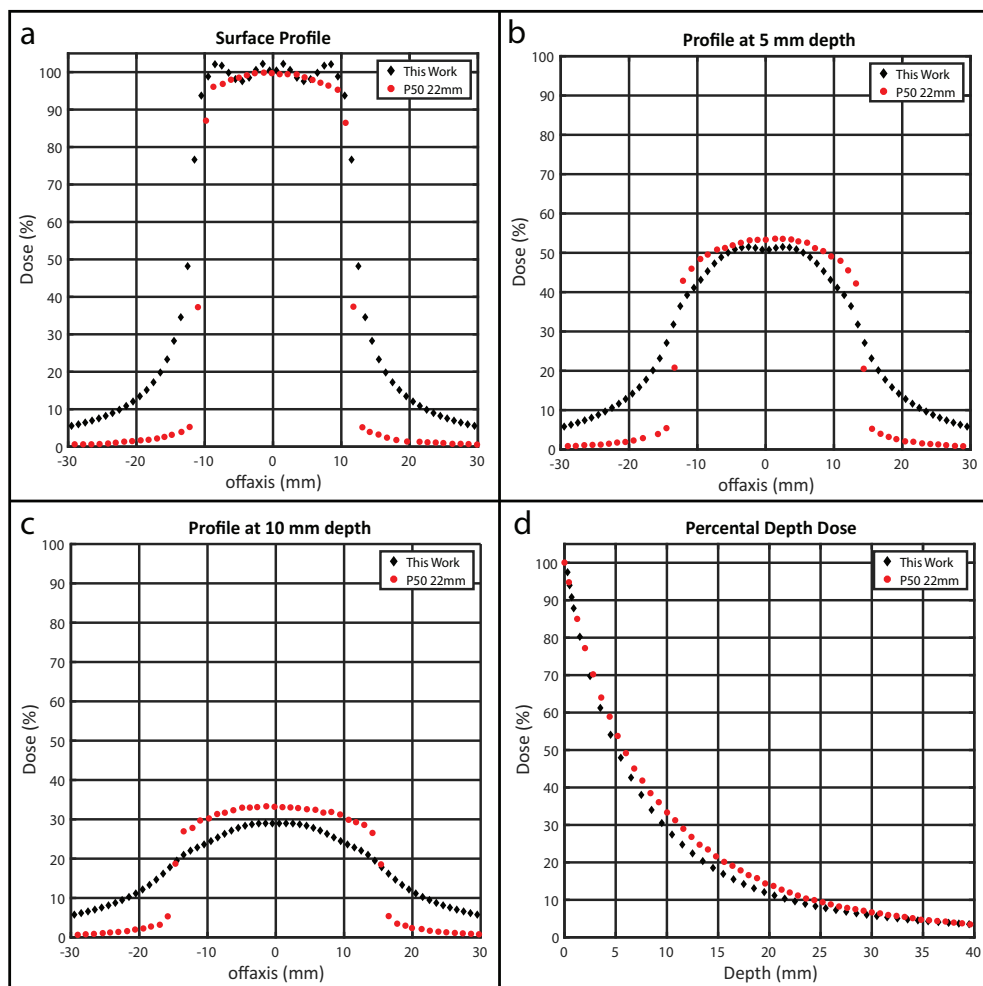 a
Surface Profile
This Work
P50 22mm
100
90
80
70
60
50
40
30
20
10
0
Dose (%)
-30 -20 -10 0 10 20 30
offaxis (mm)
b
Profile at 5 mm depth
This Work
P50 22mm
100
90
80
70
60
50
40
30
20
10
0
Dose (%)
-30 -20 -10 0 10 20 30
offaxis (mm)
c
Profile at 10 mm depth
This Work
P50 22mm
100
90
80
70
60
50
40
30
20
10
0
Dose (%)
-30 -20 -10 0 10 20 30
offaxis (mm)
d
Percental Depth Dose
This Work
P50 22mm
100
90
80
70
60
50
40
30
20
10
0
Dose (%)
0 5 10 15 20 25 30 35 40
Depth (mm)